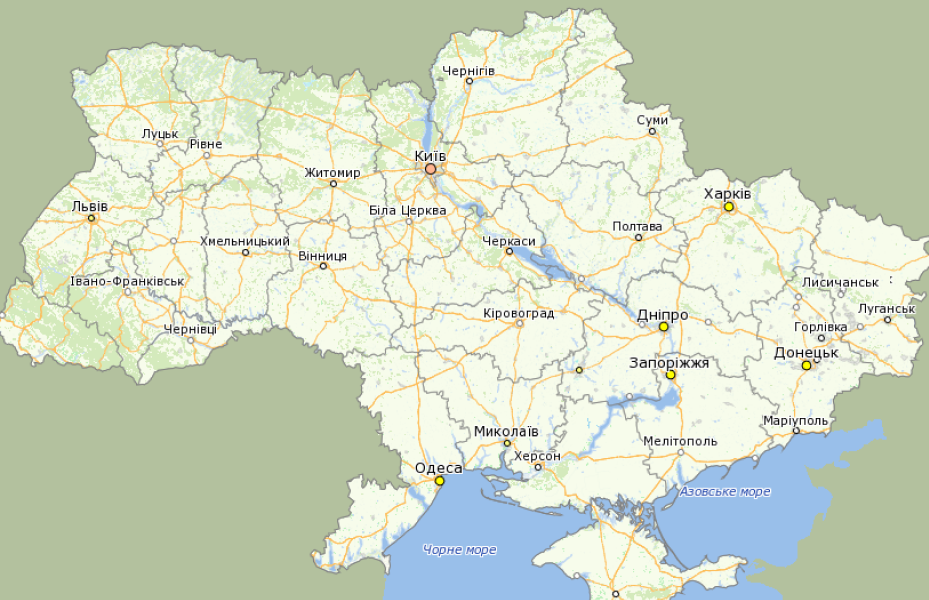 Чернігів
Суми
Луцьк
Рівне
Київ
Житомир
Харків
Львів
Біла Церква
Полтава
Хмельницький
Черкаси
Вінниця
Івано-Франківськ
Лисичанськ
Кіровоград
Дніпро
Луганськ
Чернівці
Горлівка
Донецьк
Запоріжжя
Маріуполь
Миколаїв
Мелітополь
Херсон
Одеса
Азовське море
Чорне море